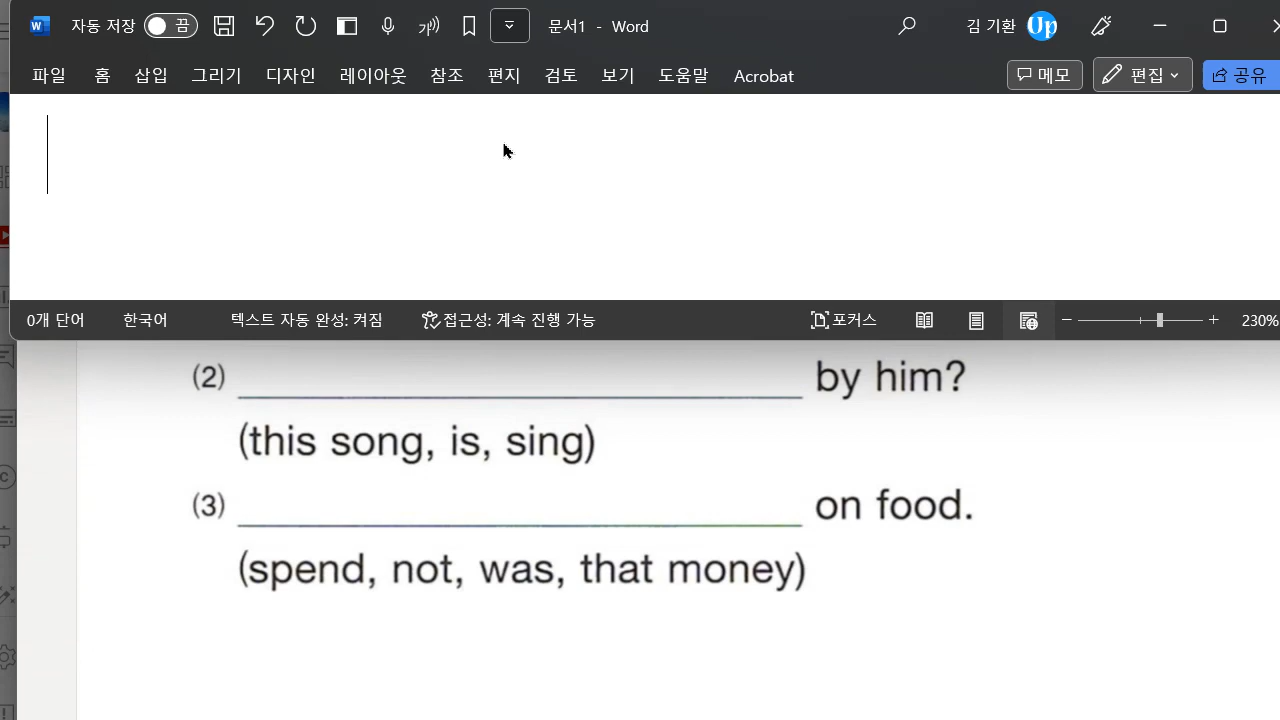 자동 저장 끔 가») 문서1 - Word 김 기환 Up
파일 홈 삽입 그리기 디자인 레이아웃 참조 편지 검토 보기 도움말 Acrobat 메모 편집 공유
0개 단어 한국어 텍스트 자동 완성: 켜짐 접근성: 계속 진행 가능 포커스 − + 230%
(2) ____________________ by him?
(this song, is, sing)
(3) ____________________ on food.
(spend, not, was, that money)